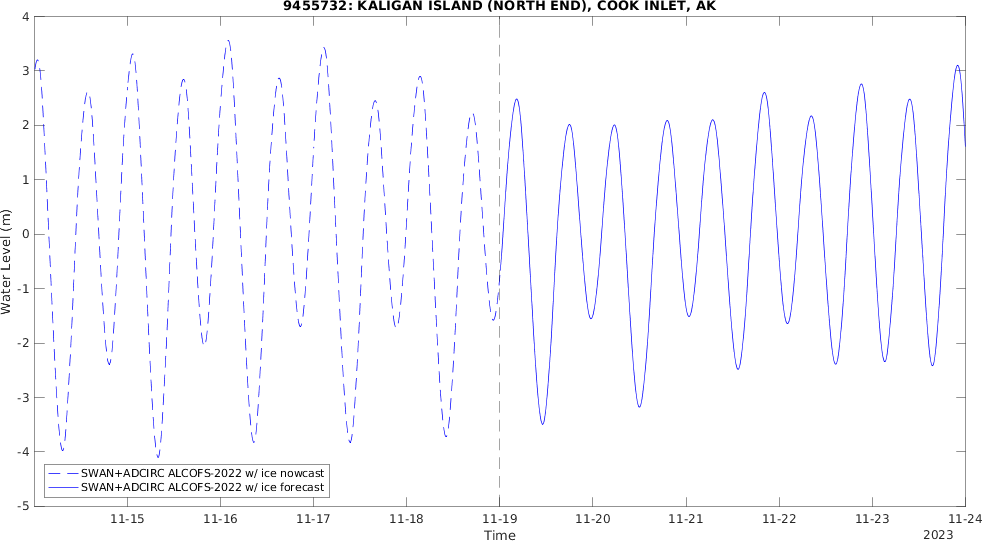 9455732: KALIGAN ISLAND (NORTH END), COOK INLET, AK
4
3
2
1
0
-1
-2
-3
-4
-5
Water Level (m)
SWAN+ADCIRC ALCOFS-2022 w/ ice nowcast
SWAN+ADCIRC ALCOFS-2022 w/ ice forecast
11-15 11-16 11-17 11-18 11-19 11-20 11-21 11-22 11-23 11-24
Time
2023